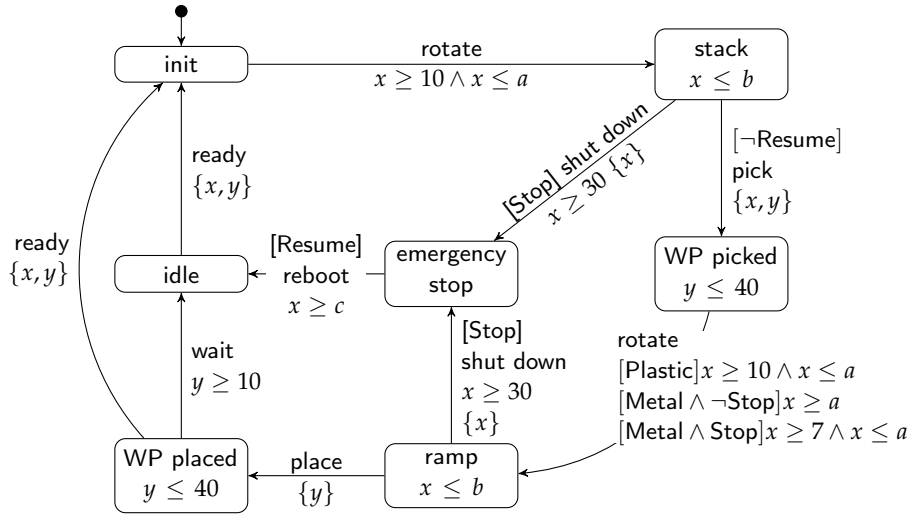 init
rotate
x ≥ 10 ∧ x ≤ a
stack
x ≤ b
[Stop] shut down
x ≥ 30 {x}
[¬Resume]
pick
{x, y}
ready
{x, y}
ready
{x, y}
idle
[Resume]
reboot
x ≥ c
emergency
stop
WP picked
y ≤ 40
wait
y ≥ 10
[Stop]
shut down
x ≥ 30
{x}
rotate
[Plastic]x ≥ 10 ∧ x ≤ a
[Metal ∧ ¬Stop]x ≥ a
[Metal ∧ Stop]x ≥ 7 ∧ x ≤ a
WP placed
y ≤ 40
place
{y}
ramp
x ≤ b